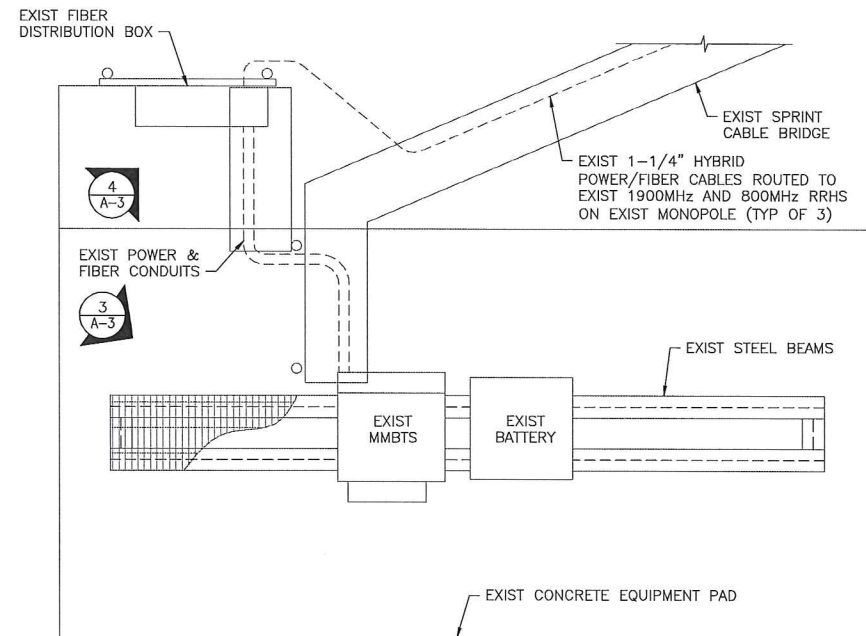 EXIST FIBER
DISTRIBUTION BOX
EXIST SPRINT
CABLE BRIDGE
EXIST 1-1/4" HYBRID
POWER/FIBER CABLES ROUTED TO
EXIST 1900MHz AND 800MHz RRHS
ON EXIST MONOPOLE (TYP OF 3)
4
A-3
EXIST POWER &
FIBER CONDUITS
3
A-3
EXIST STEEL BEAMS
EXIST
MMBTS
EXIST
BATTERY
EXIST CONCRETE EQUIPMENT PAD